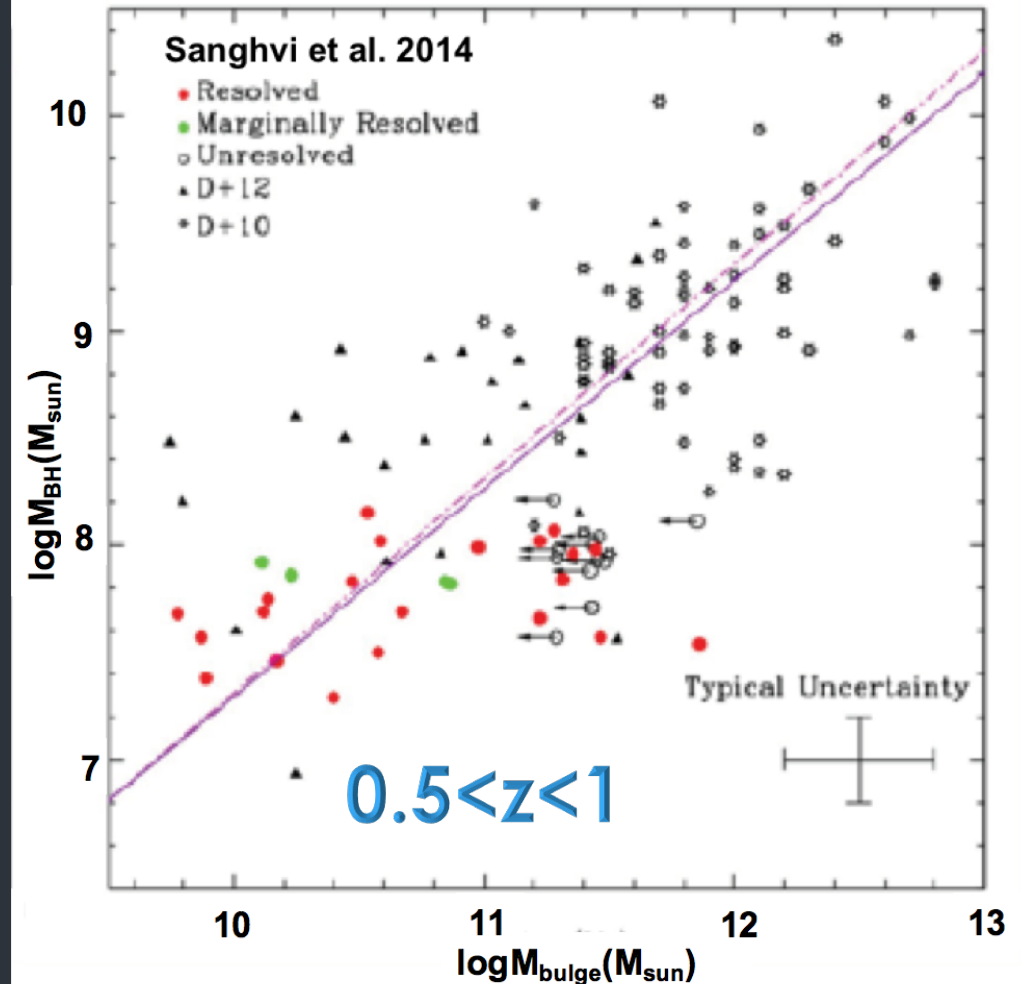 Sanghvi et al. 2014
Resolved
Marginally Resolved
Unresolved
D+12
D+10
10
9
8
7
logM_BH(M_sun)
Typical Uncertainty
0.5<z<1
10 11 12 13
logM_bulge(M_sun)